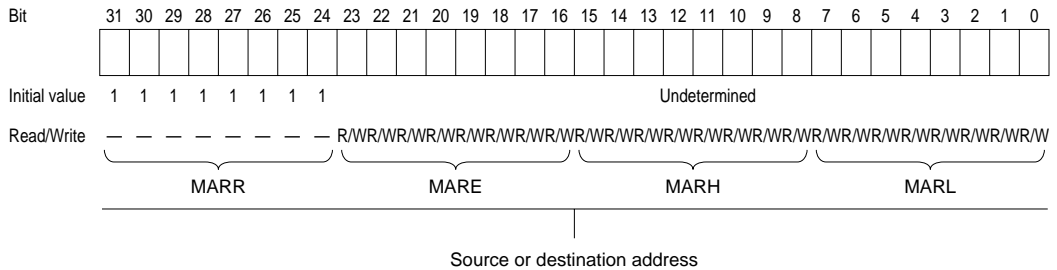 Bit 31 30 29 28 27 26 25 24 23 22 21 20 19 18 17 16 15 14 13 12 11 10 9 8 7 6 5 4 3 2 1 0
Initial value 1 1 1 1 1 1 1 1 Undetermined
Read/Write — — — — — — — — R/WR/WR/WR/WR/WR/WR/WR/WR/WR/WR/WR/WR/WR/WR/WR/WR/WR/WR/WR/WR/WR/WR/WR/W
MARR MARE MARH MARL
Source or destination address